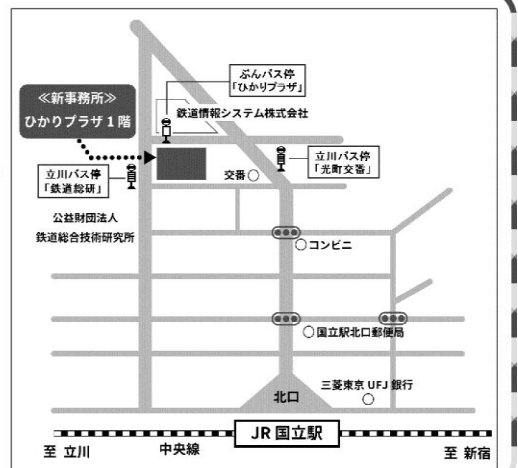 ぶんバス停
「ひかりプラザ」
≪新事務所≫
ひかりプラザ1階
鉄道情報システム株式会社
立川バス停
「鉄道総研」
交番
立川バス停
「光町交番」
公益財団法人
鉄道総合技術研究所
コンビニ
国立駅北口郵便局
北口
三菱東京UFJ銀行
JR国立駅
至 立川
中央線
至 新宿